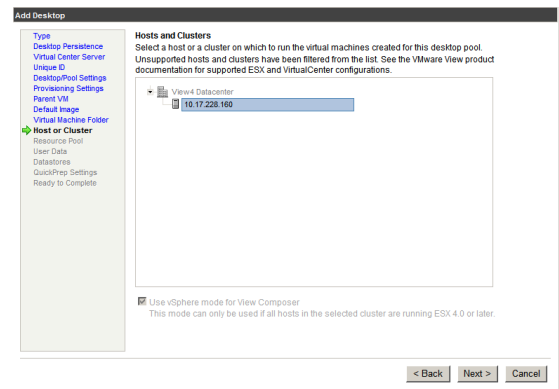 Add Desktop
Type
Desktop Persistence
Virtual Center Server
Unique ID
Desktop/Pool Settings
Provisioning Settings
Parent VM
Default Image
Virtual Machine Folder
Host or Cluster
Resource Pool
User Data
Datastores
QuickPrep Settings
Ready to Complete
Hosts and Clusters
Select a host or a cluster on which to run the virtual machines created for this desktop pool.
Unsupported hosts and clusters have been filtered from the list. See the VMware View product
documentation for supported ESX and VirtualCenter configurations.
View4 Datacenter
10.17.228.160
Use vSphere mode for View Composer
This mode can only be used if all hosts in the selected cluster are running ESX 4.0 or later.
< Back
Next >
Cancel